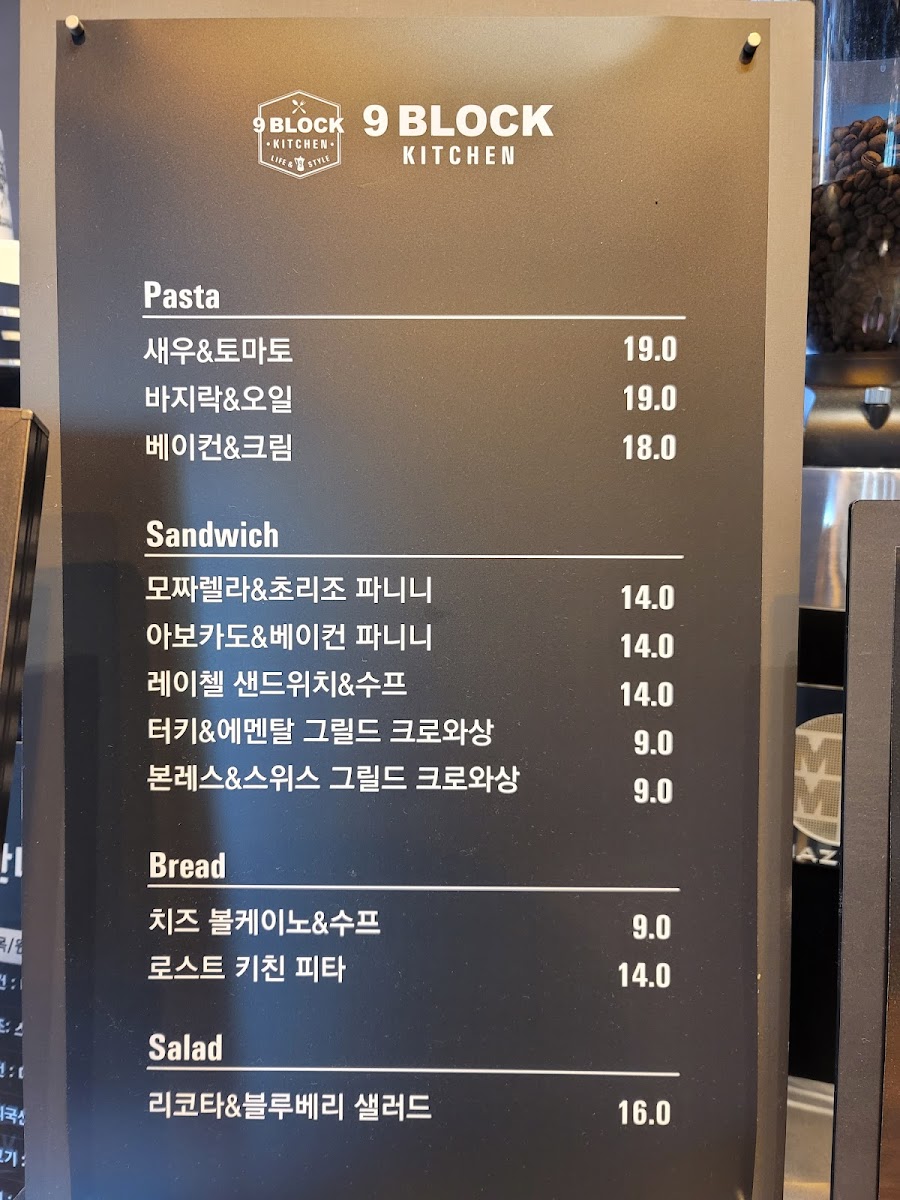 9 BLOCK
·KITCHEN·
LIFE & STYLE
9 BLOCK
KITCHEN
Pasta
새우&토마토 19.0
바지락&오일 19.0
베이컨&크림 18.0
Sandwich
모짜렐라&초리조 파니니 14.0
아보카도&베이컨 파니니 14.0
레이첼 샌드위치&수프 14.0
터키&에멘탈 그릴드 크로와상 9.0
본레스&스위스 그릴드 크로와상 9.0
Bread
치즈 볼케이노&수프 9.0
로스트 키친 피타 14.0
Salad
리코타&블루베리 샐러드 16.0